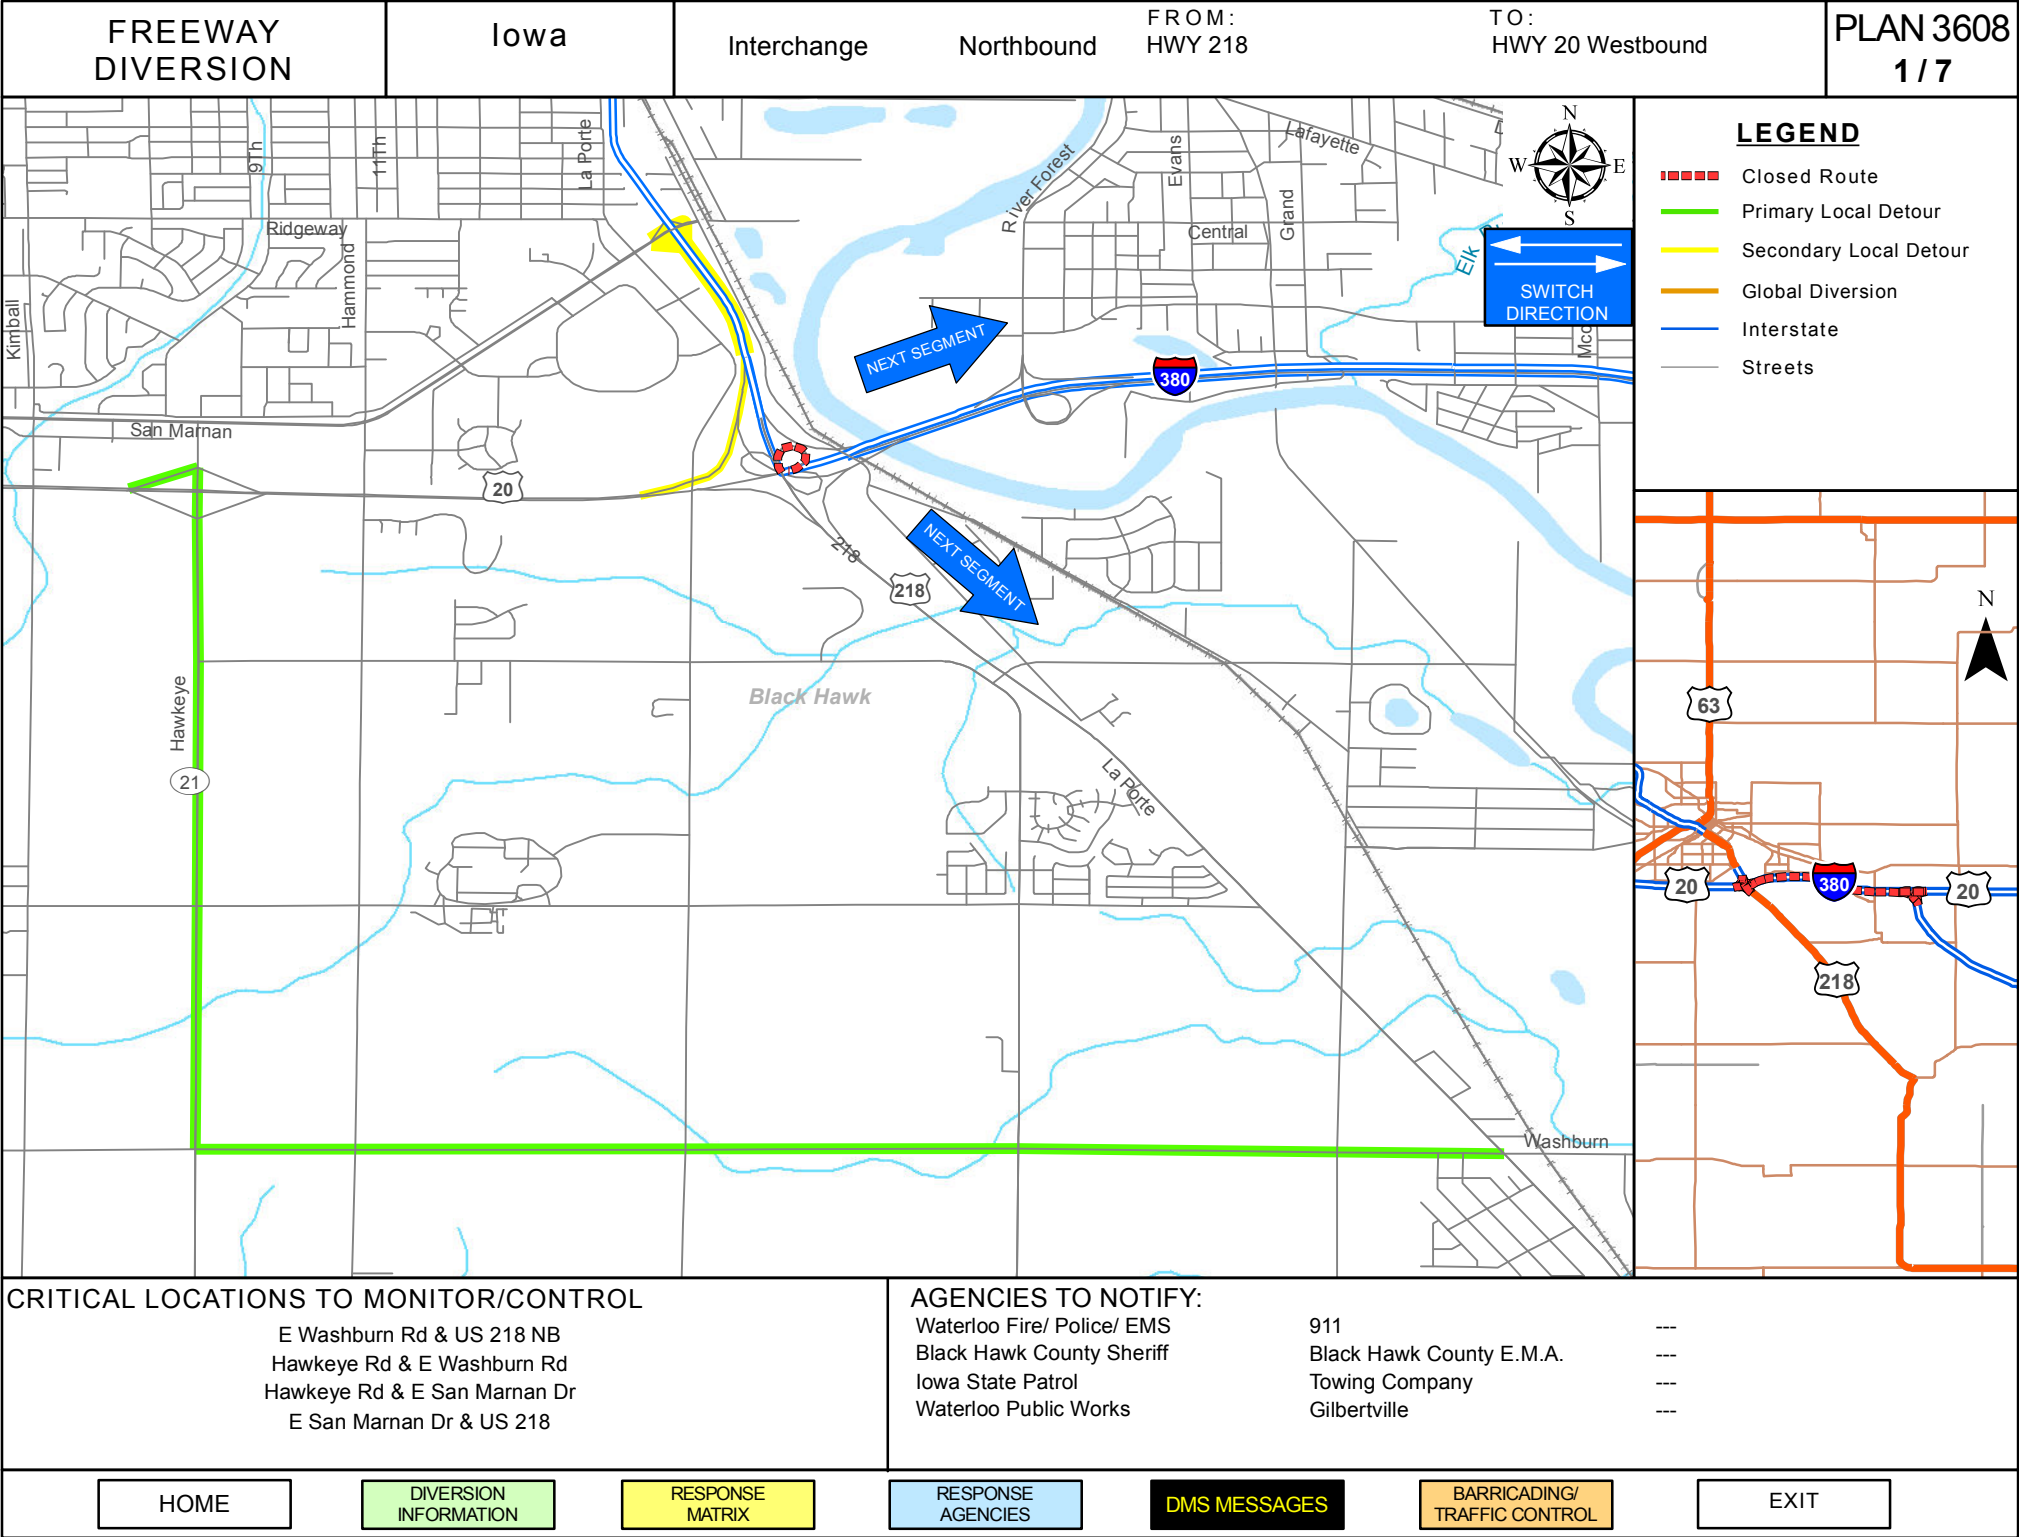 FREEWAY
DIVERSION
Iowa
Interchange
Northbound
FROM:
HWY 218
TO:
HWY 20 Westbound
PLAN 3608
1 / 7
9Th
11Th
La Porte
Ridgeway
Hammond
Kimball
San Marnan
20
River Forest
Evans
Lafayette
Grand
Central
Elk
N
W
E
S
SWITCH
DIRECTION
NEXT SEGMENT
380
NEXT SEGMENT
218
218
Black Hawk
Hawkeye
21
La Porte
Washburn
LEGEND
Closed Route
Primary Local Detour
Secondary Local Detour
Global Diversion
Interstate
Streets
N
63
20
380
20
218
CRITICAL LOCATIONS TO MONITOR/CONTROL
E Washburn Rd & US 218 NB
Hawkeye Rd & E Washburn Rd
Hawkeye Rd & E San Marnan Dr
E San Marnan Dr & US 218
AGENCIES TO NOTIFY:
Waterloo Fire/ Police/ EMS 911 ---
Black Hawk County Sheriff Black Hawk County E.M.A. ---
Iowa State Patrol Towing Company ---
Waterloo Public Works Gilbertville ---
HOME
DIVERSION
INFORMATION
RESPONSE
MATRIX
RESPONSE
AGENCIES
DMS MESSAGES
BARRICADING/
TRAFFIC CONTROL
EXIT